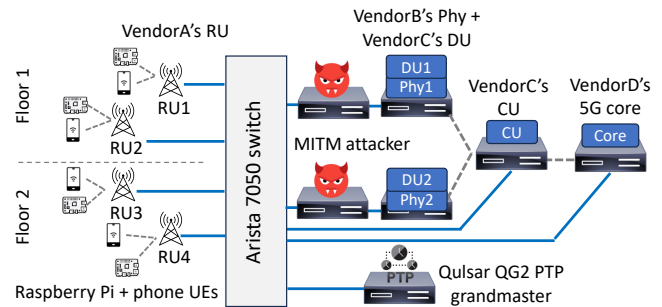 VendorA's RU
VendorB's Phy +
VendorC's DU
Floor 1
RU1
RU2
Arista 7050 switch
DU1
Phy1
VendorC's
CU
VendorD's
5G core
CU
Core
MITM attacker
Floor 2
RU3
RU4
DU2
Phy2
Raspberry Pi + phone UEs
PTP
Qulsar QG2 PTP
grandmaster